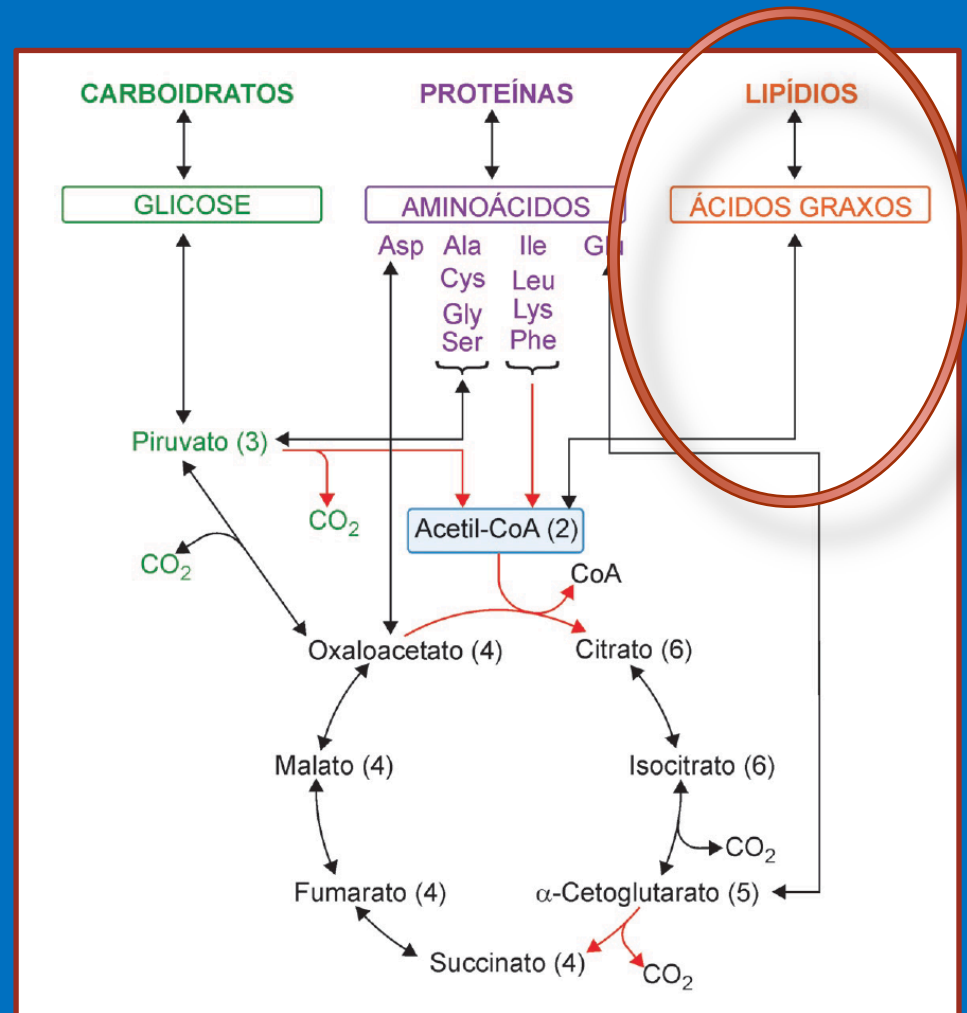 CARBOIDRATOS PROTEÍNAS LIPÍDIOS
GLICOSE AMINOÁCIDOS ÁCIDOS GRAXOS
Asp Ala Ile Glu
Cys Leu
Gly Lys
Ser Phe
Piruvato (3)
CO₂
Acetil-CoA (2)
CO₂
CoA
Oxaloacetato (4) Citrato (6)
Malato (4) Isocitrato (6)
CO₂
Fumarato (4) α-Cetoglutarato (5)
Succinato (4)
CO₂